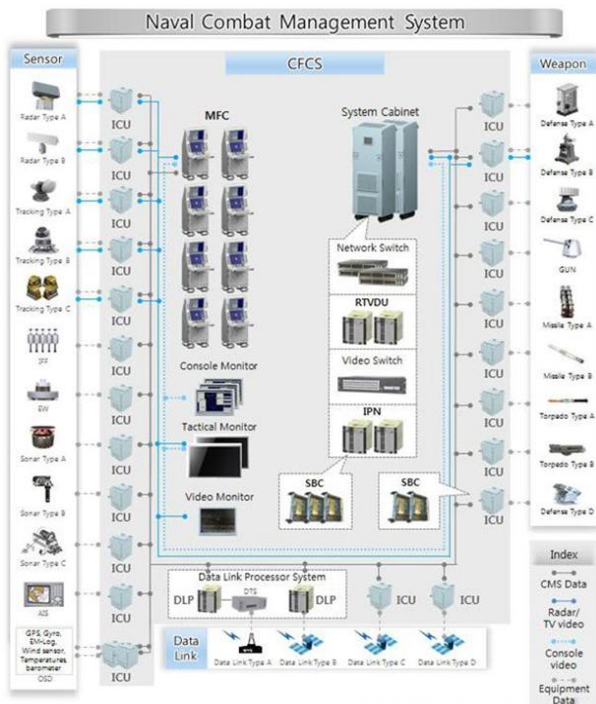 Naval Combat Management System
Sensor
CFCS
Weapon
Radar Type A
ICU
Radar Type B
ICU
Tracking Type A
ICU
Tracking Type B
ICU
Tracking Type C
ICU
IFF
ICU
EW
ICU
Sonar Type A
ICU
Sonar Type B
ICU
Sonar Type C
ICU
AIS
ICU
GPS, Gyro,
EM-Log,
Wind sensor,
Temperatures,
barometer
OSD
ICU
MFC
Console Monitor
Tactical Monitor
Video Monitor
System Cabinet
Network Switch
RTVDU
Video Switch
IPN
SBC
SBC
ICU
Defense Type A
ICU
Defense Type B
ICU
Defense Type C
ICU
GUN
ICU
Missile Type A
ICU
Missile Type B
ICU
Torpedo Type A
ICU
Torpedo Type B
ICU
Defense Type D
Data Link Processor System
DLP
DTS
DLP
ICU
ICU
Data
Link
Data Link Type A
Data Link Type B
Data Link Type C
Data Link Type D
Index
CMS Data
Radar/
TV video
Console
video
Equipment
Data